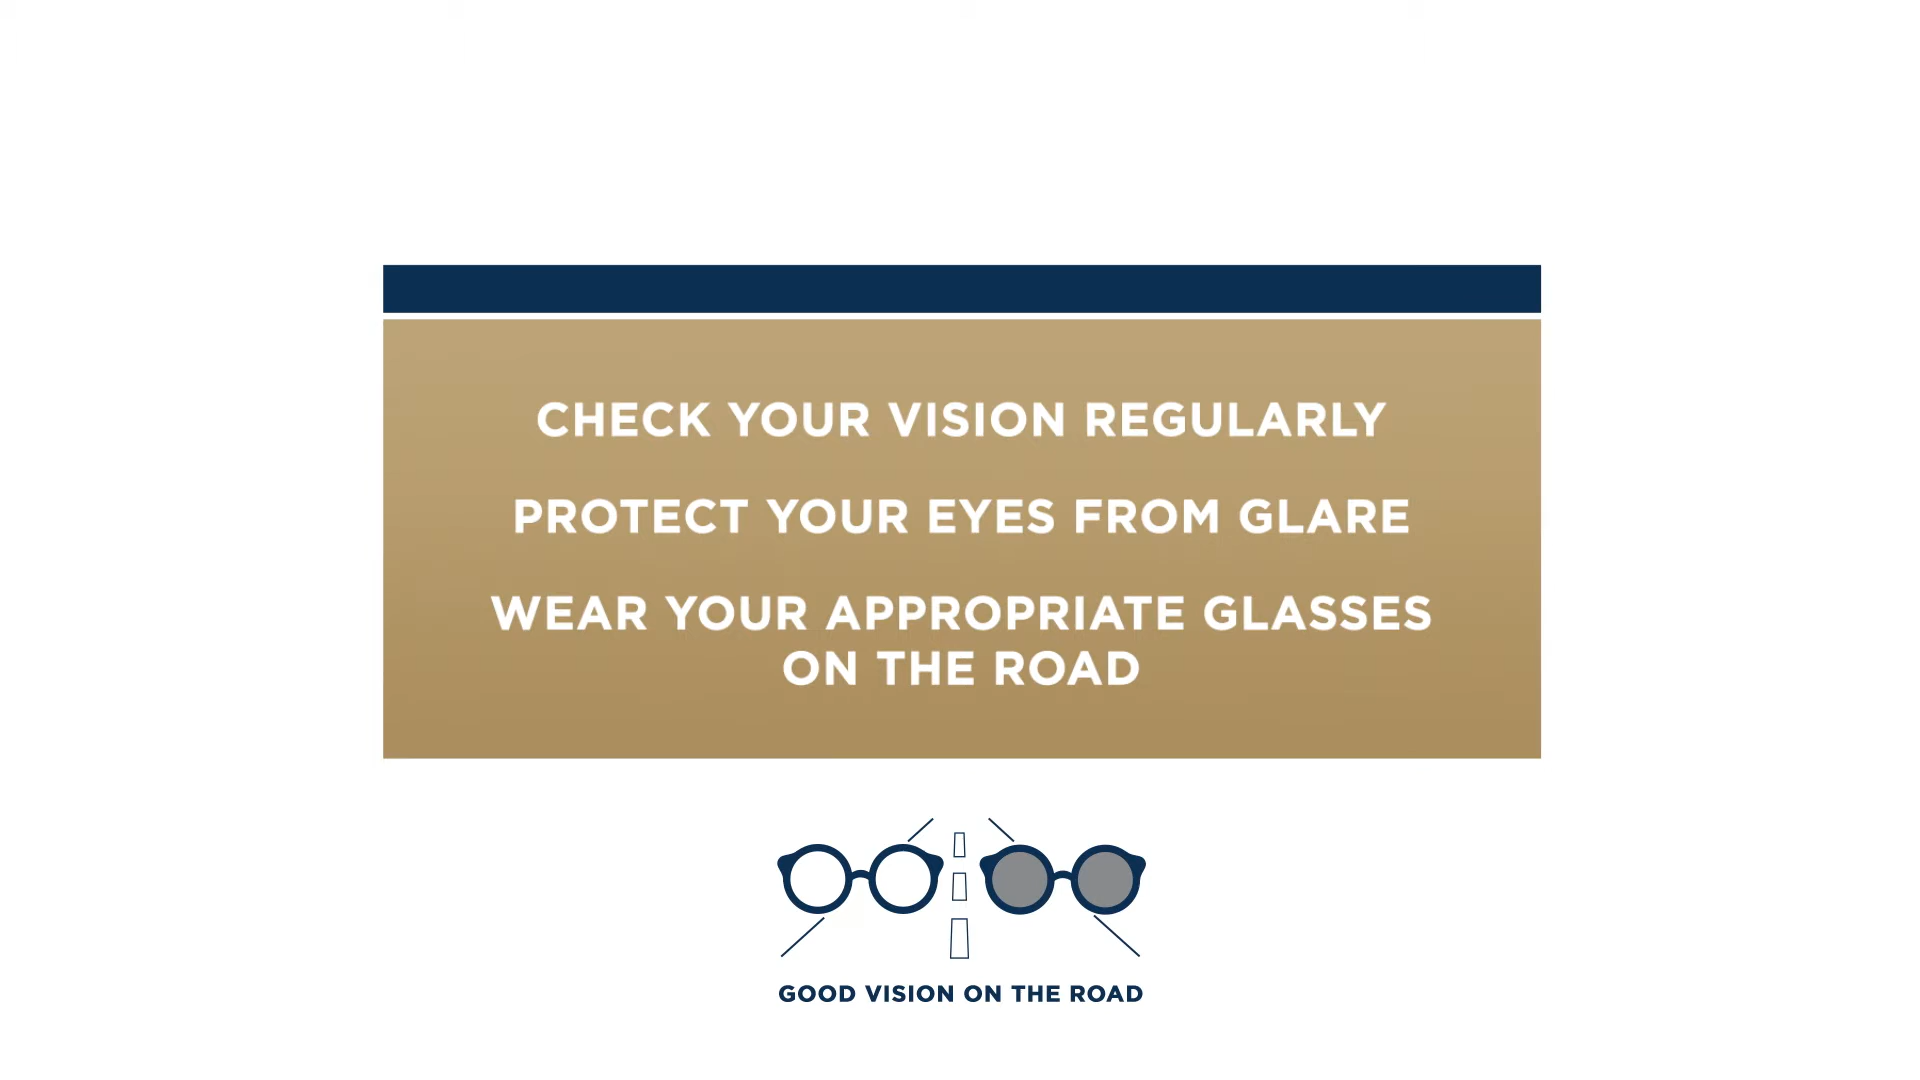 CHECK YOUR VISION REGULARLY
PROTECT YOUR EYES FROM GLARE
WEAR YOUR APPROPRIATE GLASSES
ON THE ROAD
GOOD VISION ON THE ROAD